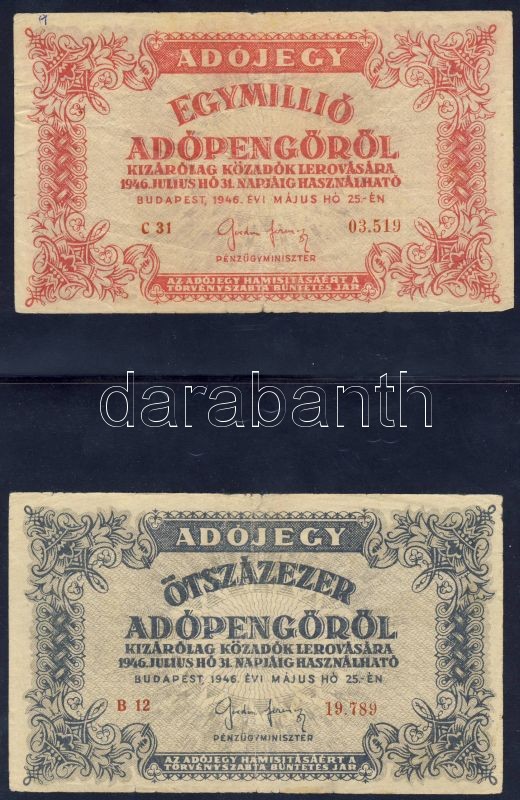 ADÓJEGY
EGYMILLIÓ
ADÓPENGŐRŐL
KIZÁRÓLAG KÖZADÓK LEROVÁSÁRA
1946. JULIUS HÓ 31. NAPJÁIG HASZNÁLHATÓ
BUDAPEST, 1946. ÉVI MÁJUS HÓ 25.-ÉN
C 31 03.519
PÉNZÜGYMINISZTER
AZ ADÓJEGY HAMISÍTÁSÁÉRT A
TÖRVÉNYSZABTA BÜNTETÉS JÁR
darabanth
ADÓJEGY
ÖTSZÁZEZER
ADÓPENGŐRŐL
KIZÁRÓLAG KÖZADÓK LEROVÁSÁRA
1946. JULIUS HÓ 31. NAPJÁIG HASZNÁLHATÓ
BUDAPEST, 1946. ÉVI MÁJUS HÓ 25.-ÉN
B 12 19.789
PÉNZÜGYMINISZTER
AZ ADÓJEGY HAMISÍTÁSÁÉRT A
TÖRVÉNYSZABTA BÜNTETÉS JÁR